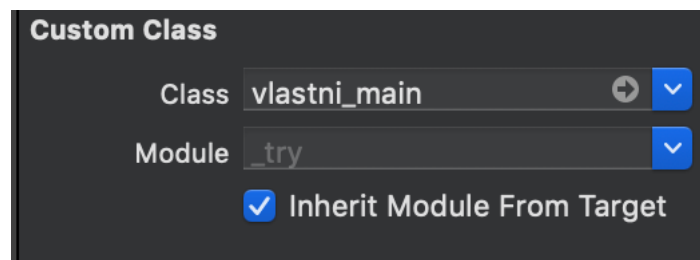 Custom Class
Class vlastni_main
Module _try
Inherit Module From Target